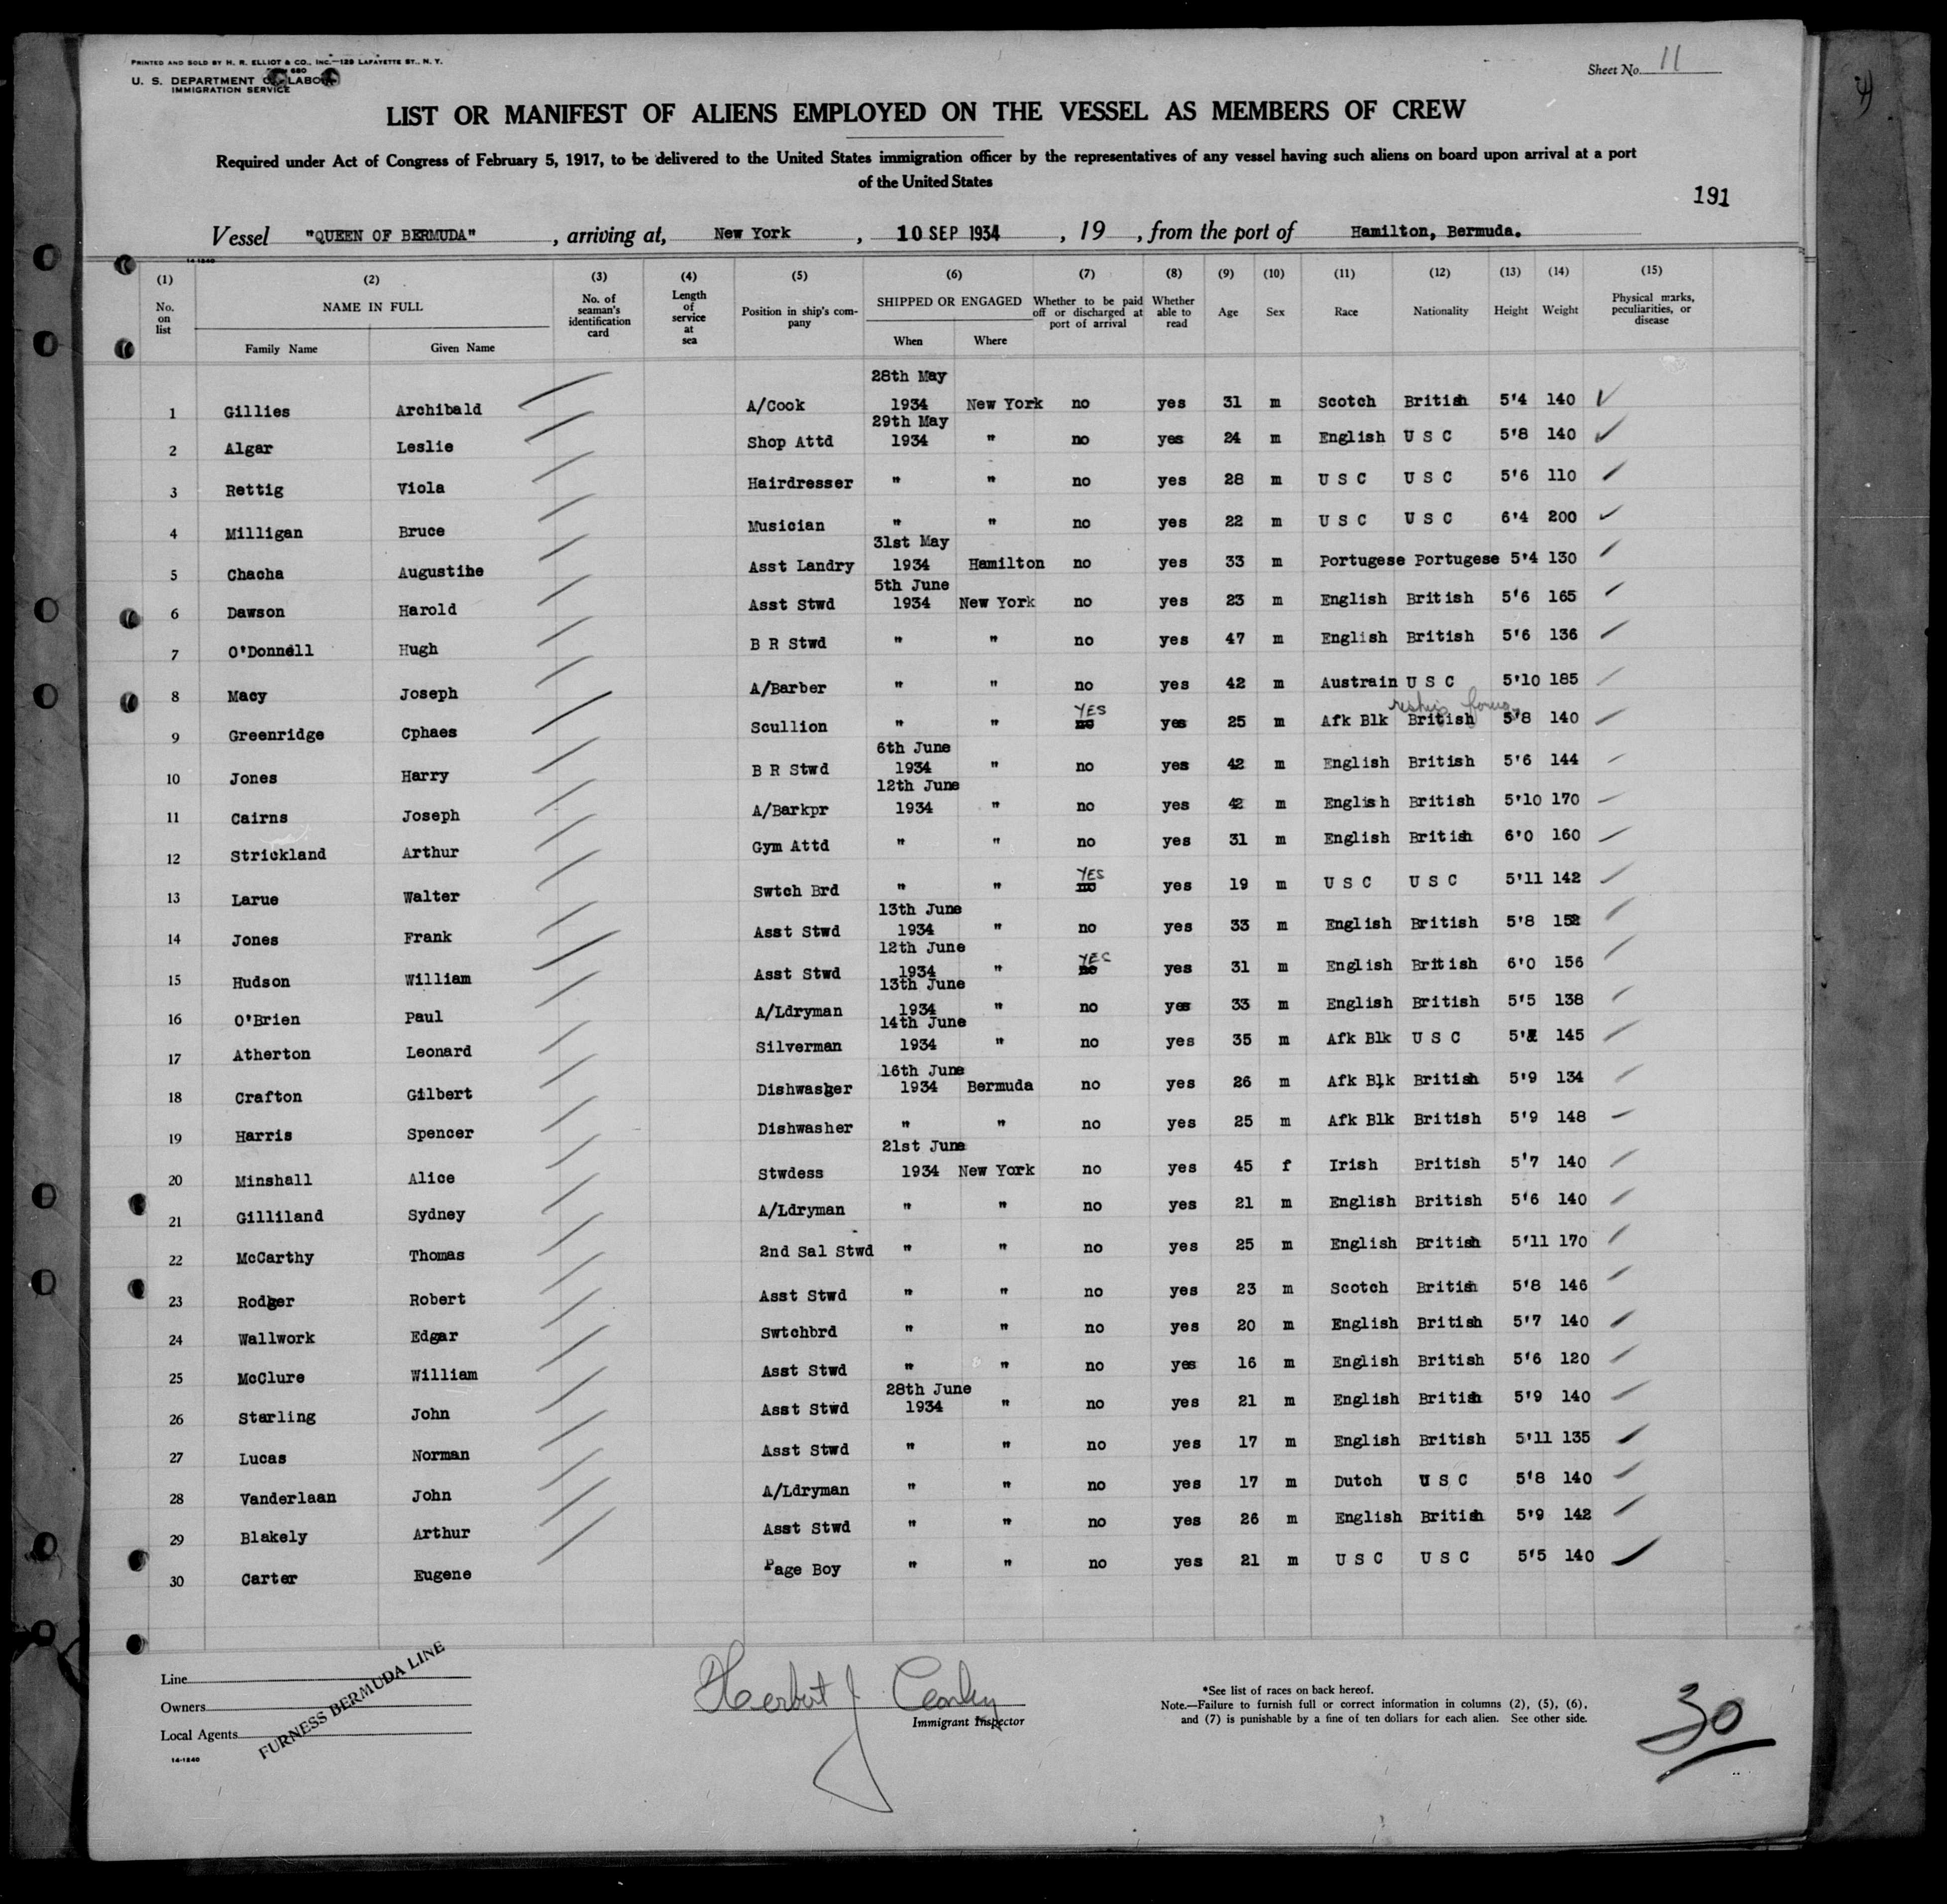 PRINTED AND SOLD BY H. R. ELLIOT & CO., INC.—129 LAFAYETTE ST., N. Y.
680
U. S. DEPARTMENT OF LABOR
IMMIGRATION SERVICE
Sheet No. 11
LIST OR MANIFEST OF ALIENS EMPLOYED ON THE VESSEL AS MEMBERS OF CREW
Required under Act of Congress of February 5, 1917, to be delivered to the United States immigration officer by the representatives of any vessel having such aliens on board upon arrival at a port
of the United States
191
Vessel "QUEEN OF BERMUDA" , arriving at, New York , 10 SEP 1934 , 19 , from the port of Hamilton, Bermuda.
14-1240
(1) (2) (3) (4) (5) (6) (7) (8) (9) (10) (11) (12) (13) (14) (15)
No. on list NAME IN FULL Family Name Given Name No. of seaman's identification card Length of service at sea Position in ship's company SHIPPED OR ENGAGED When Where Whether to be paid off or discharged at port of arrival Whether able to read Age Sex Race Nationality Height Weight Physical marks, peculiarities, or disease
1 Gillies Archibald A/Cook 28th May 1934 New York no yes 31 m Scotch British 5'4 140
2 Algar Leslie Shop Attd 29th May 1934 " no yes 24 m English U S C 5'8 140
3 Rettig Viola Hairdresser " " no yes 28 m U S C U S C 5'6 110
4 Milligan Bruce Musician " " no yes 22 m U S C U S C 6'4 200
5 Chacha Augustine Asst Landry 31st May 1934 Hamilton no yes 33 m Portugese Portugese 5'4 130
6 Dawson Harold Asst Stwd 5th June 1934 New York no yes 23 m English British 5'6 165
7 O'Donnell Hugh B R Stwd " " no yes 47 m English British 5'6 136
8 Macy Joseph A/Barber " " no yes 42 m Austrain U S C 5'10 185
9 Greenridge Cphaes Scullion " " YES no yes 25 m Afk Blk British 5'8 140
10 Jones Harry B R Stwd 6th June 1934 " no yes 42 m English British 5'6 144
11 Cairns Joseph A/Barkpr 12th June 1934 " no yes 42 m English British 5'10 170
12 Strickland Arthur Gym Attd " " no yes 31 m English British 6'0 160
13 Larue Walter Swtch Brd " " YES no yes 19 m U S C U S C 5'11 142
14 Jones Frank Asst Stwd 13th June 1934 " no yes 33 m English British 5'8 152
15 Hudson William Asst Stwd 12th June 1934 " YES no yes 31 m English British 6'0 156
16 O'Brien Paul A/Ldryman 13th June 1934 " no yes 33 m English British 5'5 138
17 Atherton Leonard Silverman 14th June 1934 " no yes 35 m Afk Blk U S C 145
18 Crafton Gilbert Dishwasger 16th June 1934 Bermuda no yes 26 m Afk Blk British 5'9 134
19 Harris Spencer Dishwasher " " no yes 25 m Afk Blk British 5'9 148
20 Minshall Alice Stwdess 21st June 1934 New York no yes 45 f Irish British 5'7 140
21 Gilliland Sydney A/Ldryman " " no yes 21 m English British 5'6 140
22 McCarthy Thomas 2nd Sal Stwd " " no yes 25 m English British 5'11 170
23 Rodger Robert Asst Stwd " " no yes 23 m Scotch British 5'8 146
24 Wallwork Edgar Swtchbrd " " no yes 20 m English British 5'7 140
25 McClure William Asst Stwd " " no yes 16 m English British 5'6 120
26 Starling John Asst Stwd 28th June 1934 " no yes 21 m English British 5'9 140
27 Lucas Norman Asst Stwd " " no yes 17 m English British 5'11 135
28 Vanderlaan John A/Ldryman " " no yes 17 m Dutch U S C 5'8 140
29 Blakely Arthur Asst Stwd " " no yes 26 m English British 5'9 142
30 Carter Eugene Page Boy " " no yes 21 m U S C U S C 5'5 140
Line
Owners
Local Agents
FURNESS BERMUDA LINE
14-1240
Herbert J
Immigrant Inspector
*See list of races on back hereof.
Note.—Failure to furnish full or correct information in columns (2), (5), (6),
and (7) is punishable by a fine of ten dollars for each alien. See other side.
30